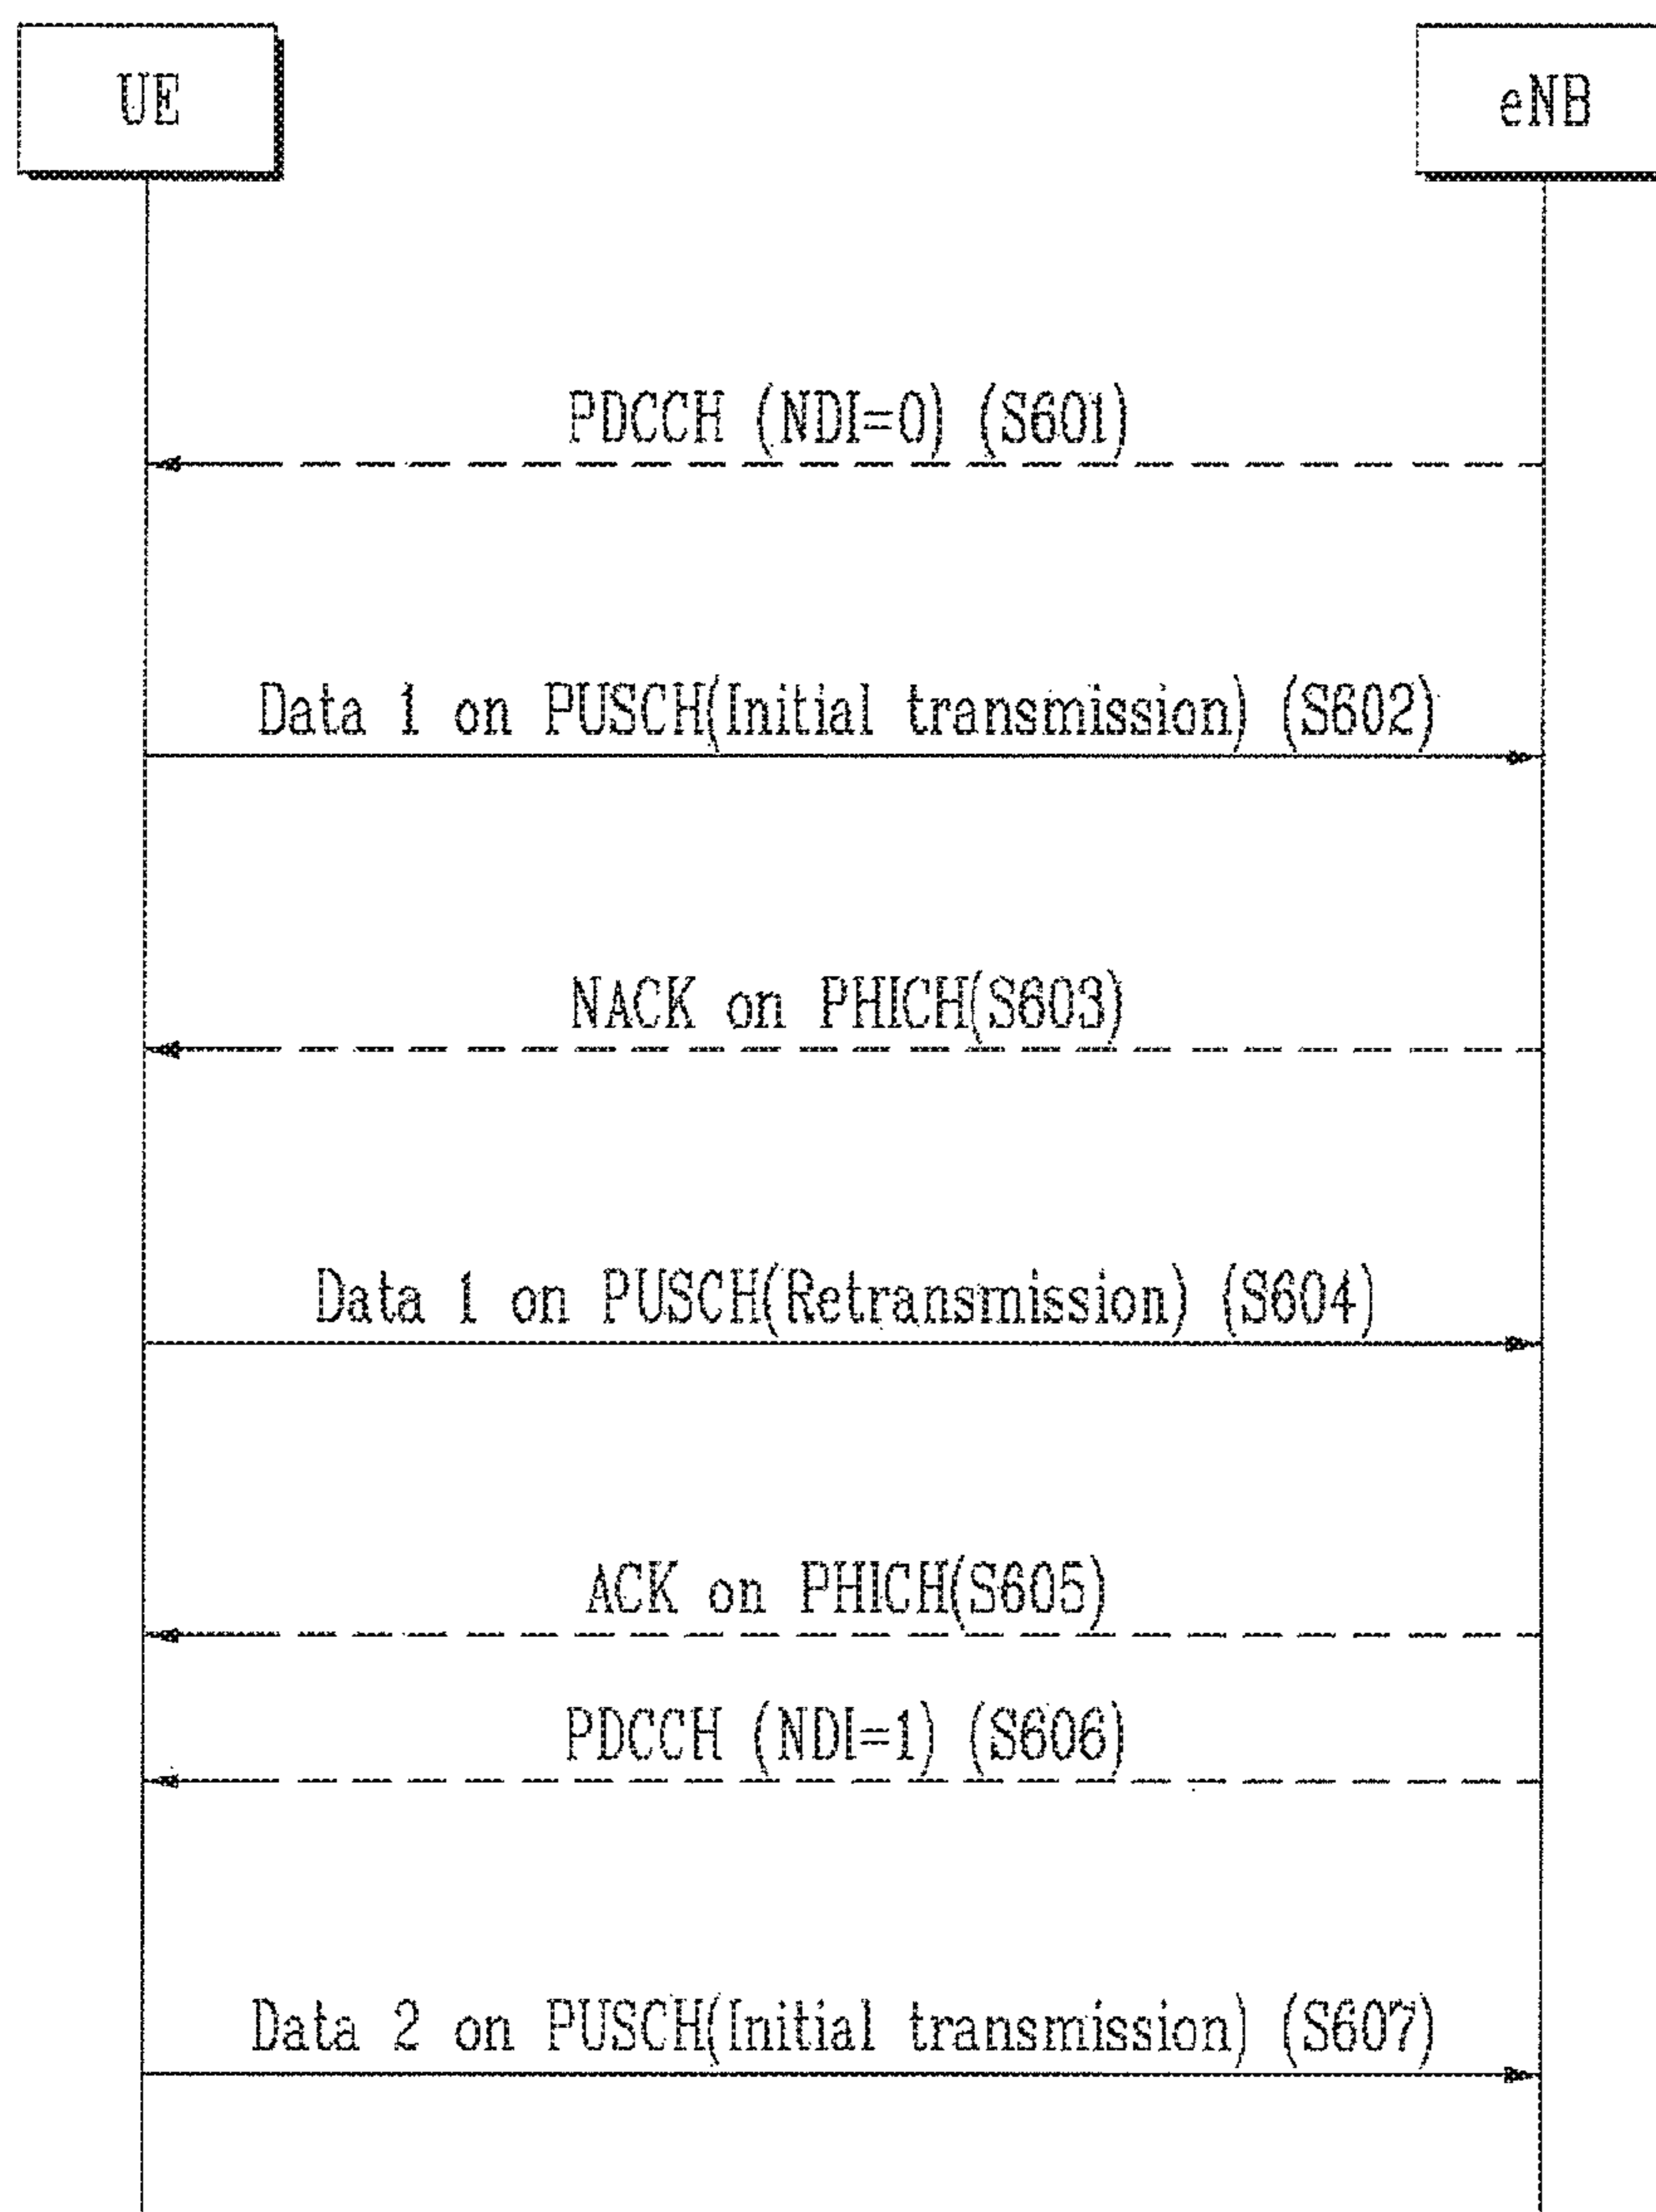 UE
eNB
PDCCH (NDI=0) (S601)
Data 1 on PUSCH(Initial transmission) (S602)
NACK on PHICH(S603)
Data 1 on PUSCH(Retransmission) (S604)
ACK on PHICH(S605)
PDCCH (NDI=1) (S606)
Data 2 on PUSCH(Initial transmission) (S607)